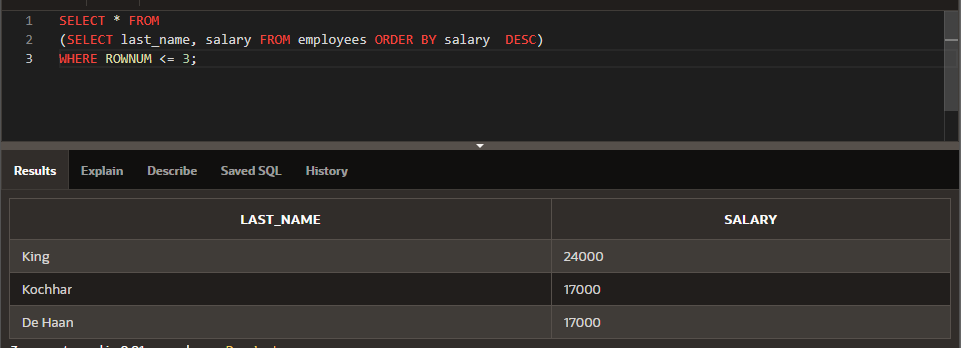 1 SELECT * FROM
2 (SELECT last_name, salary FROM employees ORDER BY salary  DESC)
3 WHERE ROWNUM <= 3;
Results Explain Describe Saved SQL History
LAST_NAME SALARY
King 24000
Kochhar 17000
De Haan 17000